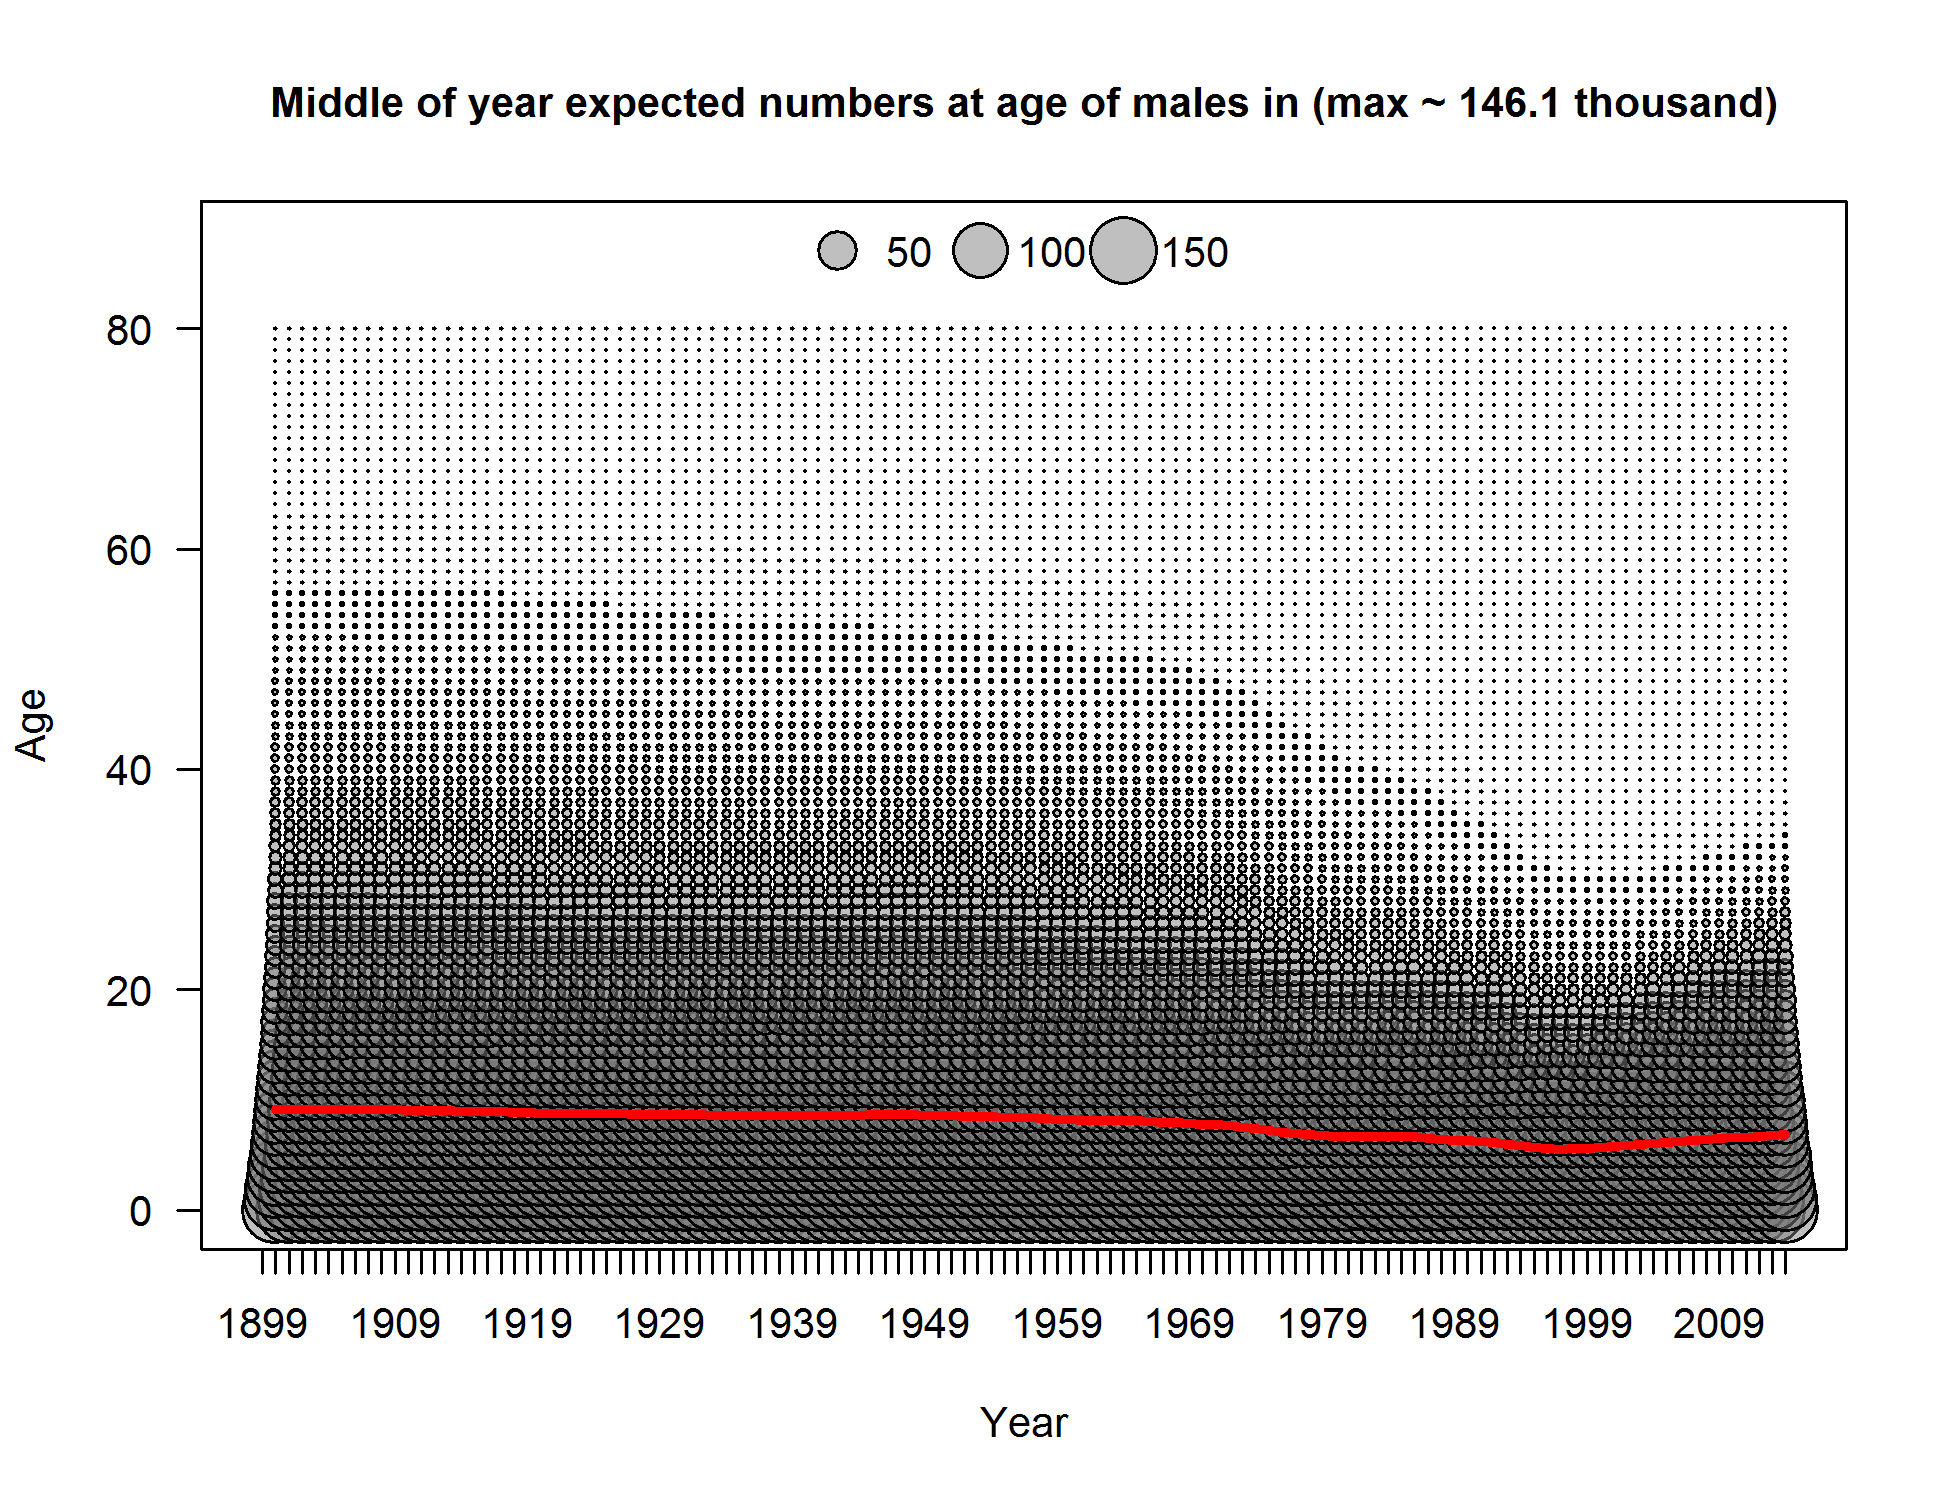 Middle of year expected numbers at age of males in (max ~ 146.1 thousand)
50 100 150
80
60
40
20
0
Age
1899 1909 1919 1929 1939 1949 1959 1969 1979 1989 1999 2009
Year